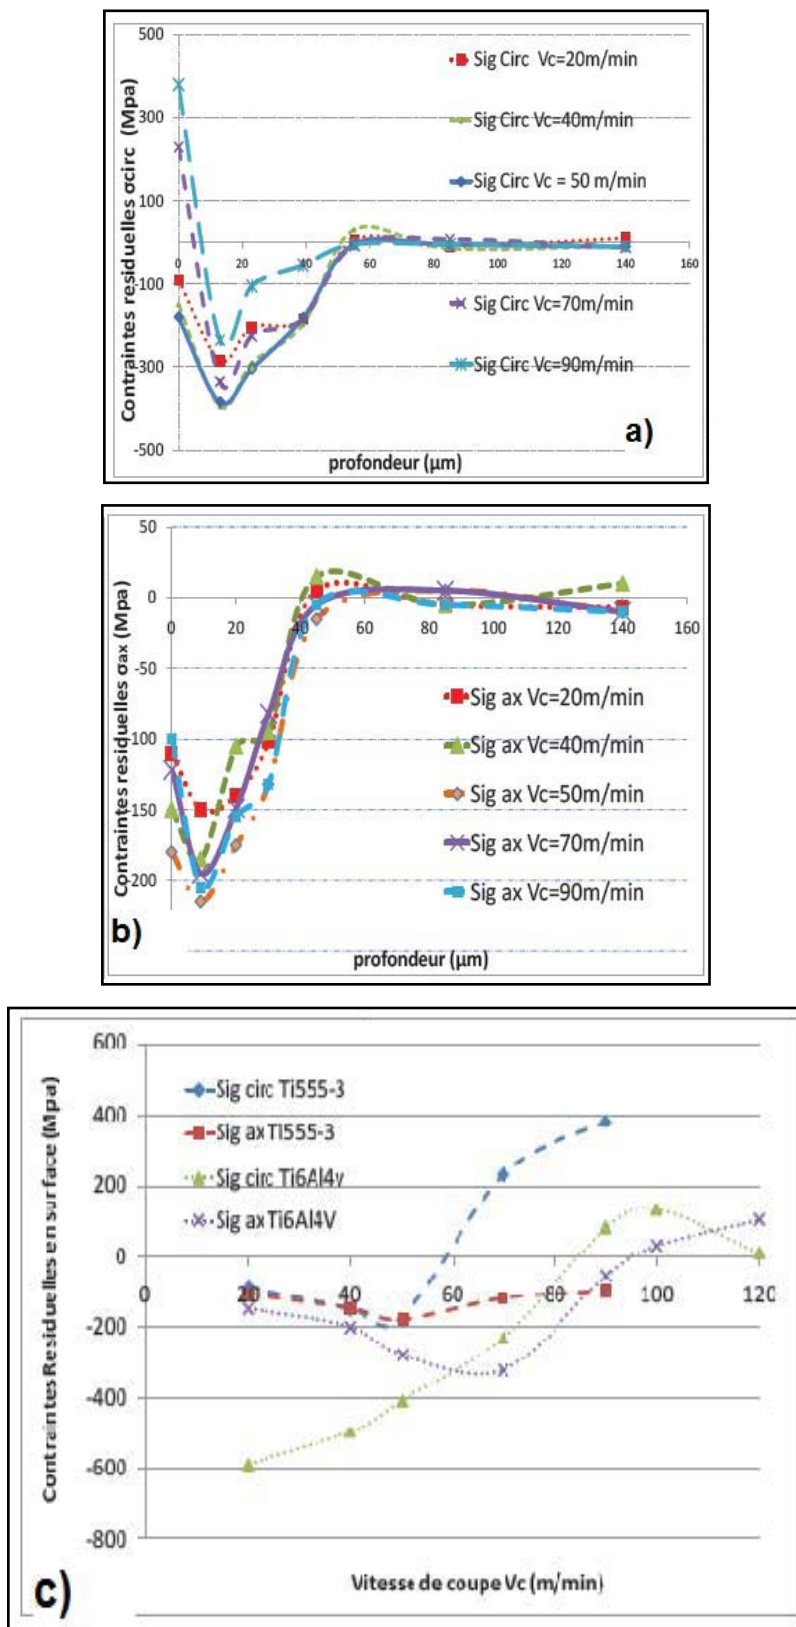 500
300
100
-100
-300
-500
0
20
40
60
80
100
120
140
160
Contraintes residuelles σcirc (Mpa)
Sig Circ Vc=20m/min
Sig Circ Vc=40m/min
Sig Circ Vc = 50 m/min
Sig Circ Vc=70m/min
Sig Circ Vc=90m/min
a)
profondeur (µm)
50
0
-50
-100
-150
-200
0
20
40
60
80
100
120
140
160
Contraintes residuelles σax (Mpa)
Sig ax Vc=20m/min
Sig ax Vc=40m/min
Sig ax Vc=50m/min
Sig ax Vc=70m/min
Sig ax Vc=90m/min
b)
profondeur (µm)
600
400
200
0
-200
-400
-600
-800
0
20
40
60
80
100
120
Contraintes Residuelles en surface (Mpa)
Sig circ Ti555-3
Sig ax Ti555-3
Sig circ Ti6Al4v
Sig ax Ti6Al4V
c)
Vitesse de coupe Vc (m/min)